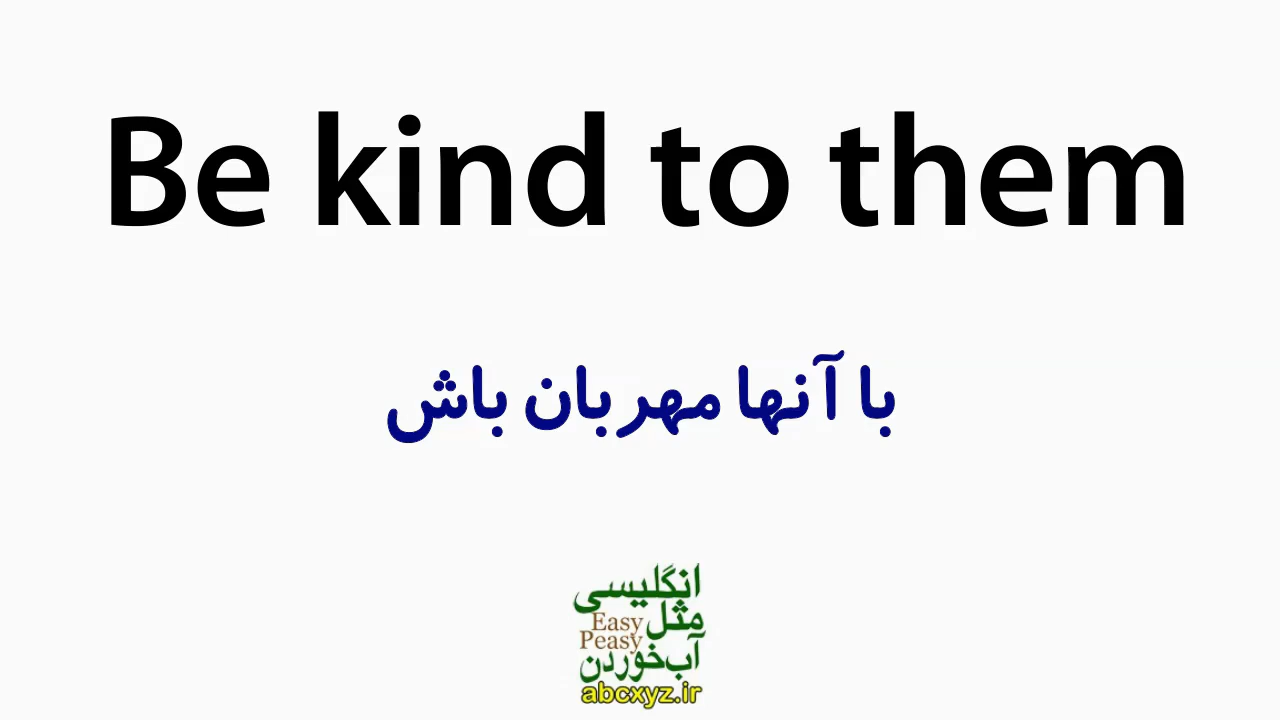 Be kind to them
با آنها مهربان باش
انگلیسی
مثل
Easy
Peasy
آب‌خوردن
abcxyz.ir